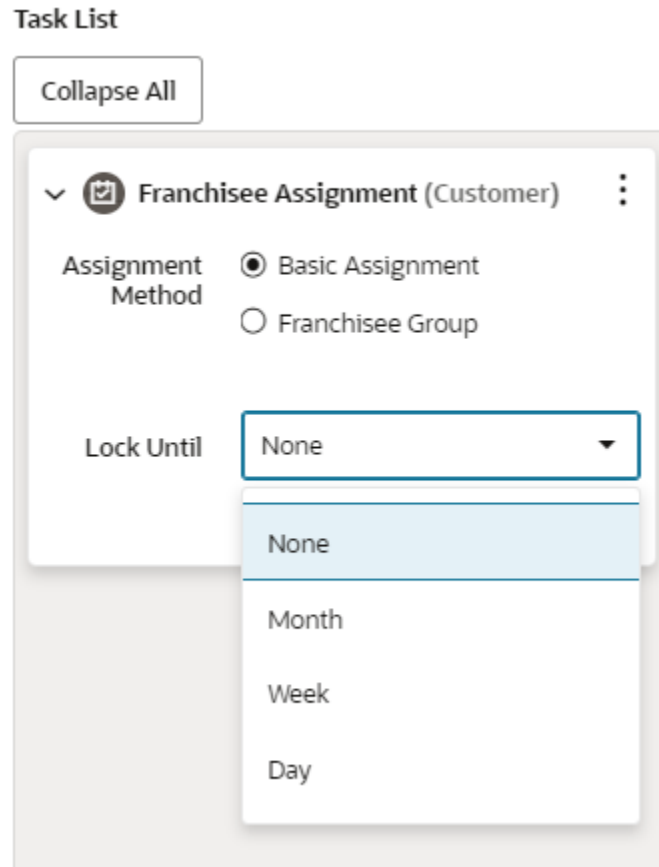 Task List
Collapse All
Franchisee Assignment (Customer)
Assignment Method
Basic Assignment
Franchisee Group
Lock Until
None
None
Month
Week
Day